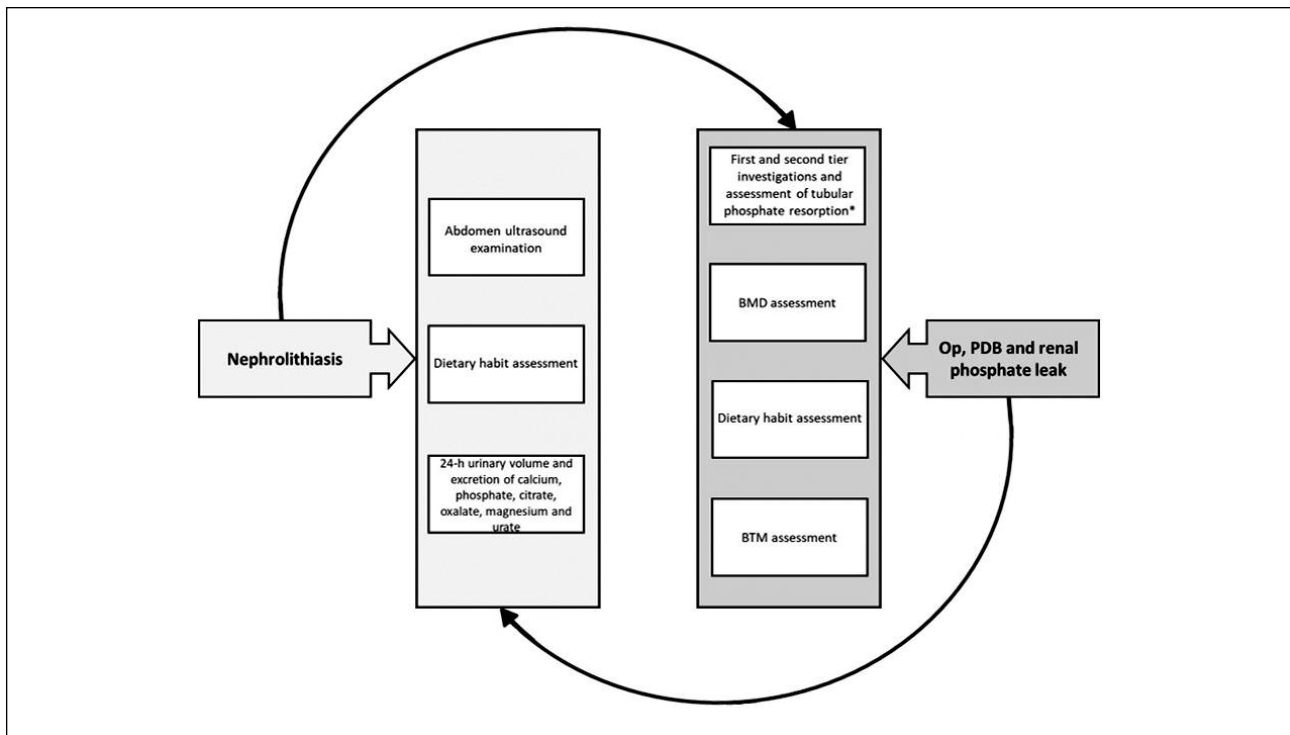 Nephrolithiasis
Abdomen ultrasound
examination
Dietary habit assessment
24-h urinary volume and
excretion of calcium,
phosphate, citrate,
oxalate, magnesium and
urate
First and second tier
investigations and
assessment of tubular
phosphate resorption*
BMD assessment
Dietary habit assessment
BTM assessment
Op, PDB and renal
phosphate leak